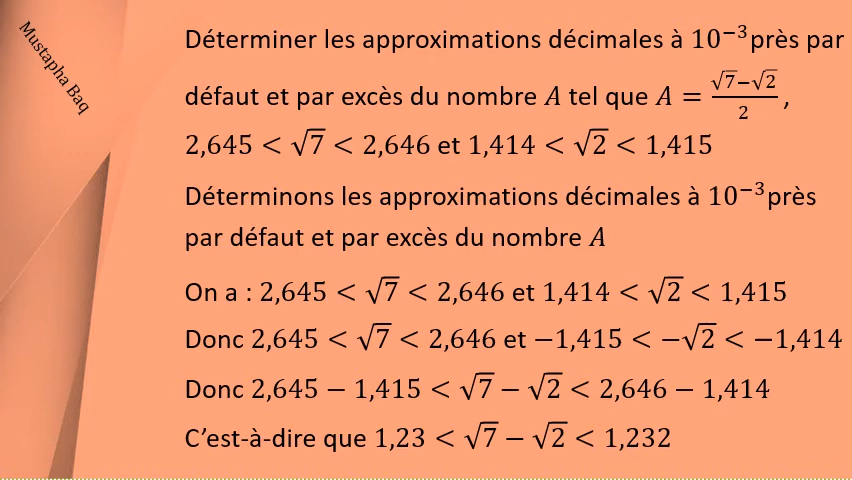 Mustapha Baq
Déterminer les approximations décimales à 10⁻³ près par
défaut et par excès du nombre A tel que A = (√7−√2)/2 ,
2,645 < √7 < 2,646 et 1,414 < √2 < 1,415
Déterminons les approximations décimales à 10⁻³ près
par défaut et par excès du nombre A
On a : 2,645 < √7 < 2,646 et 1,414 < √2 < 1,415
Donc 2,645 < √7 < 2,646 et −1,415 < −√2 < −1,414
Donc 2,645 − 1,415 < √7 − √2 < 2,646 − 1,414
C’est-à-dire que 1,23 < √7 − √2 < 1,232